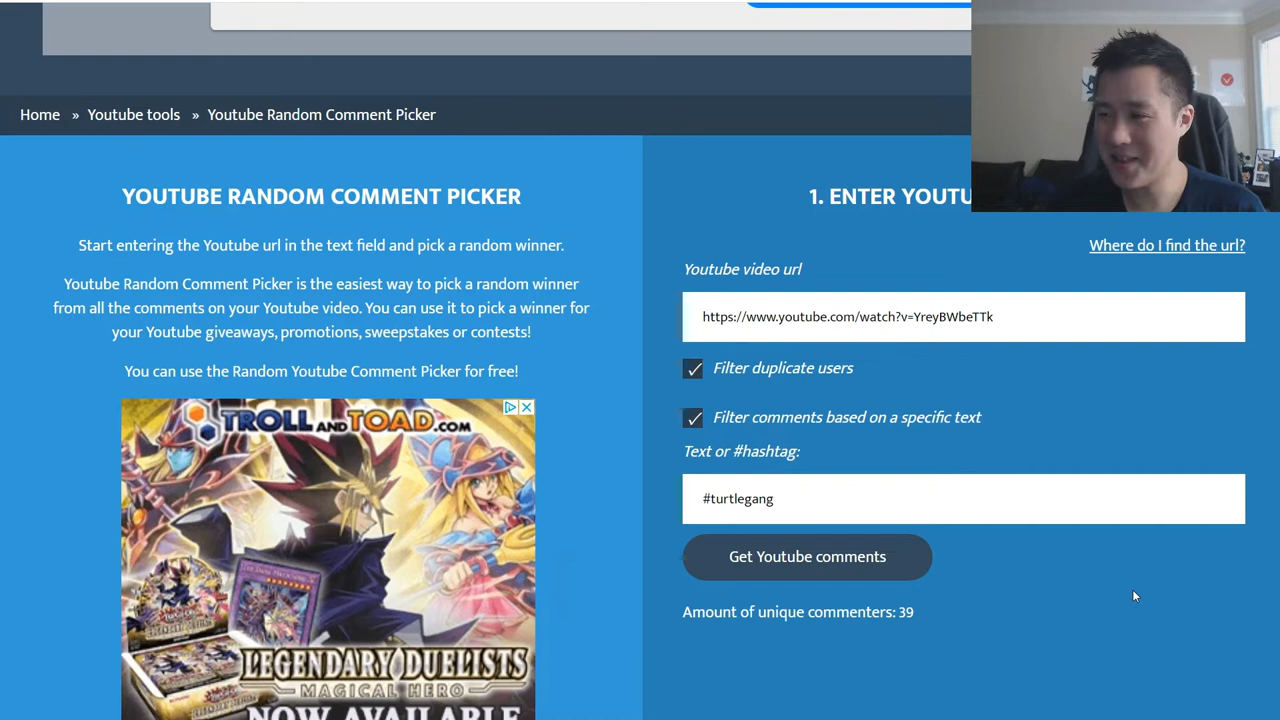 Home » Youtube tools » Youtube Random Comment Picker
YOUTUBE RANDOM COMMENT PICKER
Start entering the Youtube url in the text field and pick a random winner.
Youtube Random Comment Picker is the easiest way to pick a random winner
from all the comments on your Youtube video. You can use it to pick a winner for
your Youtube giveaways, promotions, sweepstakes or contests!
You can use the Random Youtube Comment Picker for free!
TROLL AND TOAD.COM
LEGENDARY DUELISTS
MAGICAL HERO
NOW AVAILABLE
1. ENTER YOUTU
Where do I find the url?
Youtube video url
https://www.youtube.com/watch?v=YreyBWbeTTk
Filter duplicate users
Filter comments based on a specific text
Text or #hashtag:
#turtlegang
Get Youtube comments
Amount of unique commenters: 39